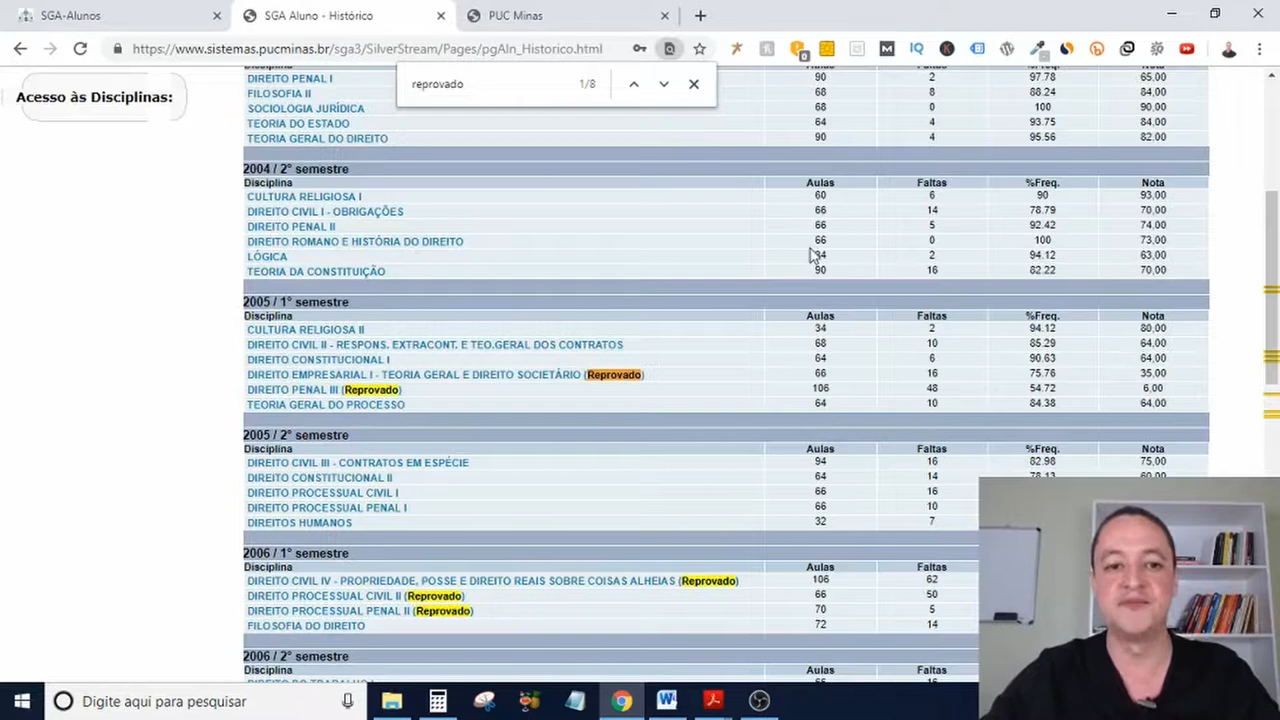 SGA-Alunos
SGA Aluno - Histórico
PUC Minas
https://www.sistemas.pucminas.br/sga3/SilverStream/Pages/pgAln_Historico.html
reprovado 1/8
Acesso às Disciplinas:
DIREITO PENAL I 90 2 97.78 65,00
FILOSOFIA II 68 8 88.24 84,00
SOCIOLOGIA JURÍDICA 68 0 100 90,00
TEORIA DO ESTADO 64 4 93.75 84,00
TEORIA GERAL DO DIREITO 90 4 95.56 82,00
2004 / 2° semestre
Disciplina Aulas Faltas %Freq. Nota
CULTURA RELIGIOSA I 60 6 90 93,00
DIREITO CIVIL I - OBRIGAÇÕES 66 14 78.79 70,00
DIREITO PENAL II 66 5 92.42 74,00
DIREITO ROMANO E HISTÓRIA DO DIREITO 66 0 100 73,00
LÓGICA 34 2 94.12 63,00
TEORIA DA CONSTITUIÇÃO 90 16 82.22 70,00
2005 / 1° semestre
Disciplina Aulas Faltas %Freq. Nota
CULTURA RELIGIOSA II 34 2 94.12 80,00
DIREITO CIVIL II - RESPONS. EXTRACONT. E TEO.GERAL DOS CONTRATOS 68 10 85.29 64,00
DIREITO CONSTITUCIONAL I 64 6 90.63 64,00
DIREITO EMPRESARIAL I - TEORIA GERAL E DIREITO SOCIETÁRIO (Reprovado) 66 16 75.76 35,00
DIREITO PENAL III (Reprovado) 106 48 54.72 6,00
TEORIA GERAL DO PROCESSO 64 10 84.38 64,00
2005 / 2° semestre
Disciplina Aulas Faltas %Freq. Nota
DIREITO CIVIL III - CONTRATOS EM ESPÉCIE 94 16 82.98 75,00
DIREITO CONSTITUCIONAL II 64 14 78.13 60,00
DIREITO PROCESSUAL CIVIL I 66 16
DIREITO PROCESSUAL PENAL I 66 10
DIREITOS HUMANOS 32 7
2006 / 1° semestre
Disciplina Aulas Faltas
DIREITO CIVIL IV - PROPRIEDADE, POSSE E DIREITO REAIS SOBRE COISAS ALHEIAS (Reprovado) 106 62
DIREITO PROCESSUAL CIVIL II (Reprovado) 66 50
DIREITO PROCESSUAL PENAL II (Reprovado) 70 5
FILOSOFIA DO DIREITO 72 14
2006 / 2° semestre
Disciplina Aulas Faltas
Digite aqui para pesquisar